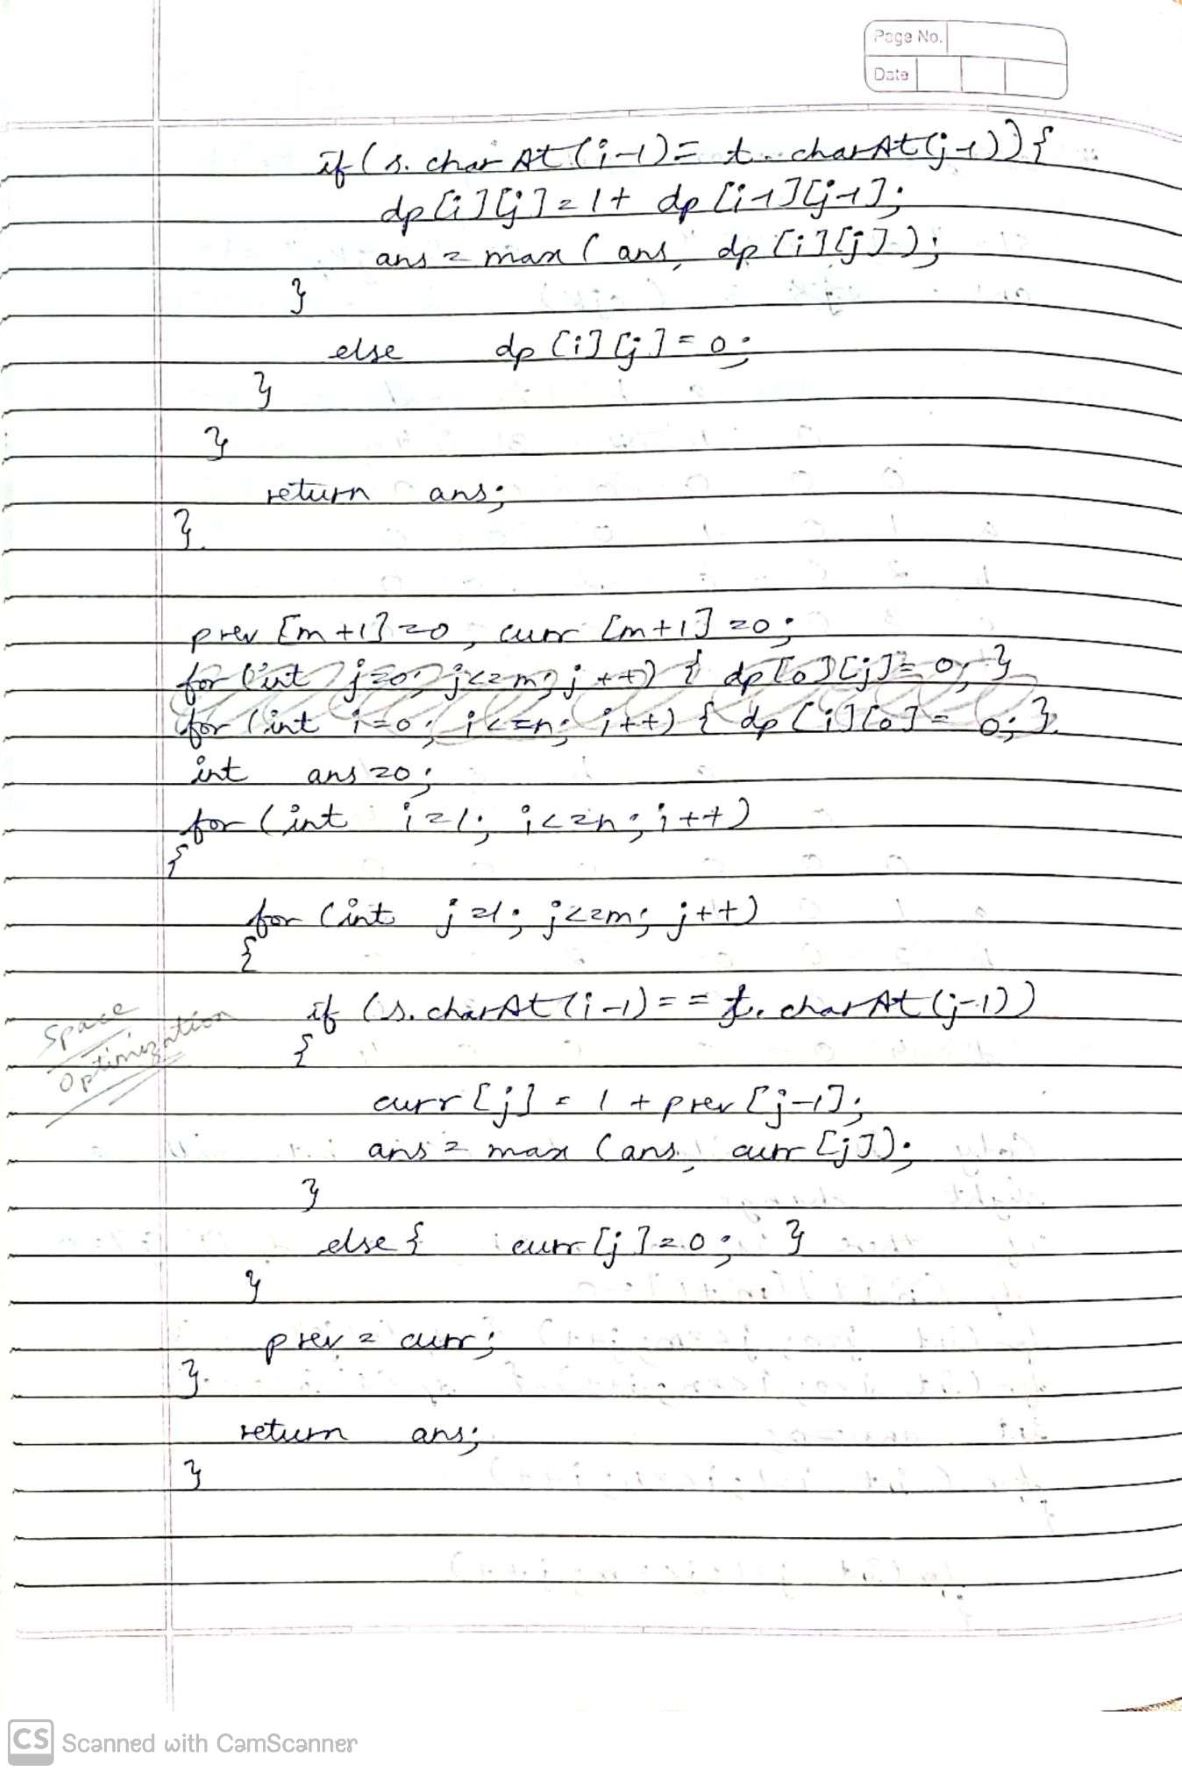 Page No.
Date
if (s.charAt(i-1)= t.charAt(j-1)){
dp[i][j]=1+ dp[i-1][j-1];
ans = max(ans, dp[i][j]);
}
else dp[i][j]=0;
}
}
return ans;
}
prev[m+1]=0, curr[m+1]=0;
for(int j=0; j<=m; j++) { dp[0][j]=0; }
for(int i=0; i<=n; i++) { dp[i][0]=0; }
int ans=0;
for(int i=1; i<=n; i++)
{
for(int j=1; j<=m; j++)
{
if (s.charAt(i-1)==t.charAt(j-1))
{
Space
Optimization
curr[j]=1+prev[j-1];
ans=max(ans, curr[j]);
}
else{ curr[j]=0; }
}
prev=curr;
}
return ans;
}
CS Scanned with CamScanner